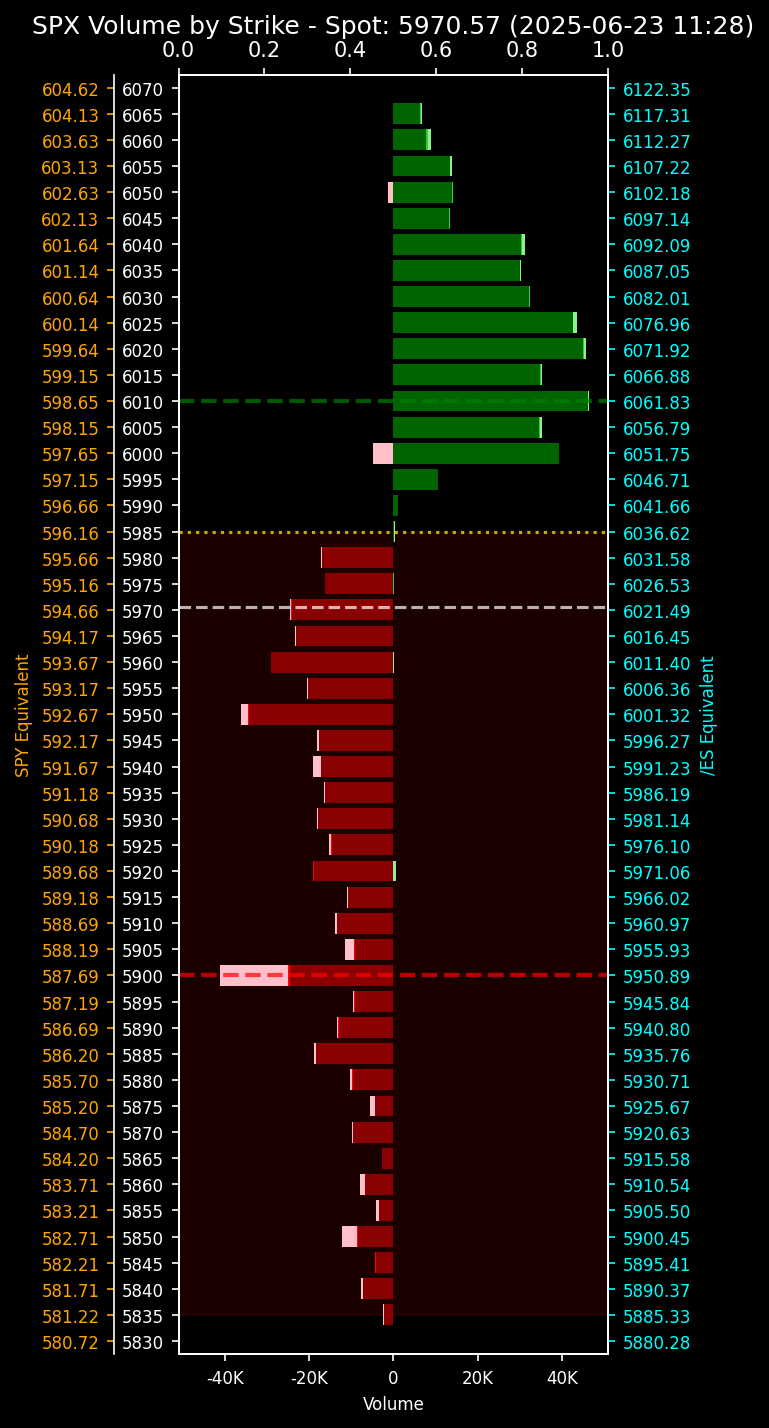 SPX Volume by Strike - Spot: 5970.57 (2025-06-23 11:28)
0.0 0.2 0.4 0.6 0.8 1.0
604.62 6070 6122.35
604.13 6065 6117.31
603.63 6060 6112.27
603.13 6055 6107.22
602.63 6050 6102.18
602.13 6045 6097.14
601.64 6040 6092.09
601.14 6035 6087.05
600.64 6030 6082.01
600.14 6025 6076.96
599.64 6020 6071.92
599.15 6015 6066.88
598.65 6010 6061.83
598.15 6005 6056.79
597.65 6000 6051.75
597.15 5995 6046.71
596.66 5990 6041.66
596.16 5985 6036.62
595.66 5980 6031.58
595.16 5975 6026.53
594.66 5970 6021.49
594.17 5965 6016.45
593.67 5960 6011.40
593.17 5955 6006.36
592.67 5950 6001.32
592.17 5945 5996.27
591.67 5940 5991.23
591.18 5935 5986.19
590.68 5930 5981.14
590.18 5925 5976.10
589.68 5920 5971.06
589.18 5915 5966.02
588.69 5910 5960.97
588.19 5905 5955.93
587.69 5900 5950.89
587.19 5895 5945.84
586.69 5890 5940.80
586.20 5885 5935.76
585.70 5880 5930.71
585.20 5875 5925.67
584.70 5870 5920.63
584.20 5865 5915.58
583.71 5860 5910.54
583.21 5855 5905.50
582.71 5850 5900.45
582.21 5845 5895.41
581.71 5840 5890.37
581.22 5835 5885.33
580.72 5830 5880.28
SPY Equivalent
/ES Equivalent
-40K -20K 0 20K 40K
Volume